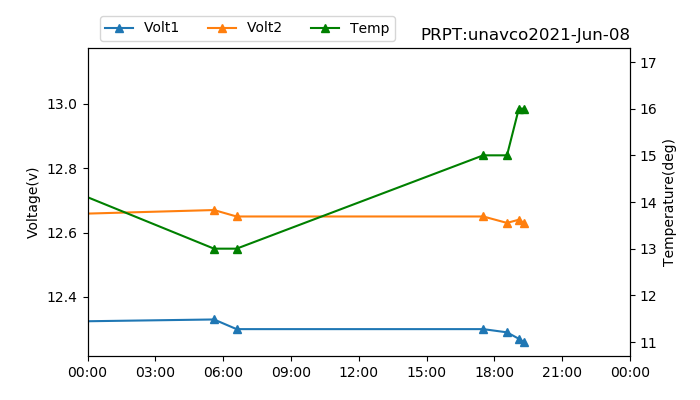 Volt1 Volt2 Temp
PRPT:unavco2021-Jun-08
13.0
12.8
12.6
12.4
Voltage(v)
17
16
15
14
13
12
11
Temperature(deg)
00:00 03:00 06:00 09:00 12:00 15:00 18:00 21:00 00:00